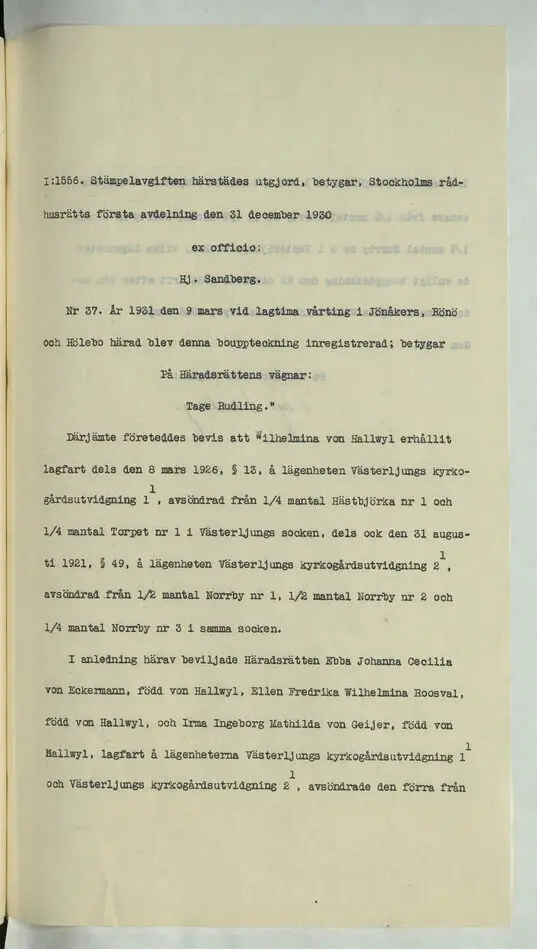 I:1556. Stämpelavgiften härstädes utgjord, betygar, Stockholms råd-
husrätts första avdelning den 31 december 1930
ex officio:
Hj. Sandberg.
Nr 37. År 1931 den 9 mars vid lagtima vårting i Jönåkers, Rönö
och Hölebo härad blev denna bouppteckning inregistrerad; betygar
På Häradsrättens vägnar:
Tage Rudling."
Därjämte företeddes bevis att Wilhelmina von Hallwyl erhållit
lagfart dels den 8 mars 1926, § 13, å lägenheten Västerljungs kyrko-
gårdsutvidgning 1¹, avsöndrad från 1/4 mantal Hästbjörka nr 1 och
1/4 mantal Torpet nr 1 i Västerljungs socken, dels ock den 31 augus-
ti 1921, § 49, å lägenheten Västerljungs kyrkogårdsutvidgning 2¹,
avsöndrad från 1/2 mantal Norrby nr 1, 1/2 mantal Norrby nr 2 och
1/4 mantal Norrby nr 3 i samma socken.
I anledning härav beviljade Häradsrätten Ebba Johanna Cecilia
von Eckermann, född von Hallwyl, Ellen Fredrika Wilhelmina Roosval,
född von Hallwyl, och Irma Ingeborg Mathilda von Geijer, född von
Hallwyl, lagfart å lägenheterna Västerljungs kyrkogårdsutvidgning 1¹
och Västerljungs kyrkogårdsutvidgning 2¹, avsöndrade den förra från